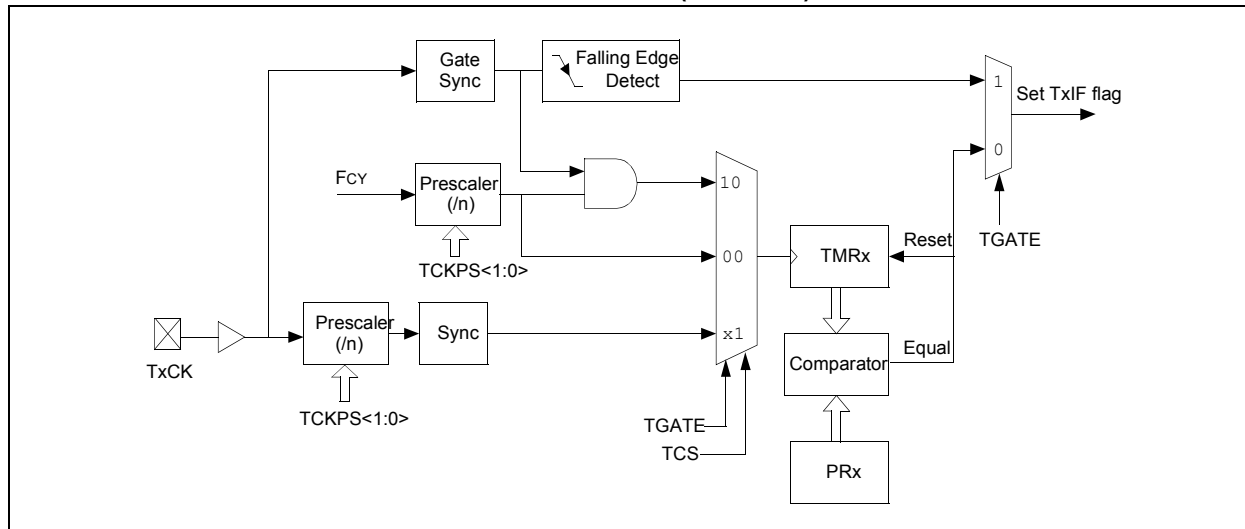 Gate
Sync
Falling Edge
Detect
1
Set TxIF flag
0
FCY
Prescaler
(/n)
10
TGATE
Reset
TMRx
00
TCKPS<1:0>
Prescaler
(/n)
Sync
x1
TxCK
Comparator
Equal
TCKPS<1:0>
TGATE
TCS
PRx